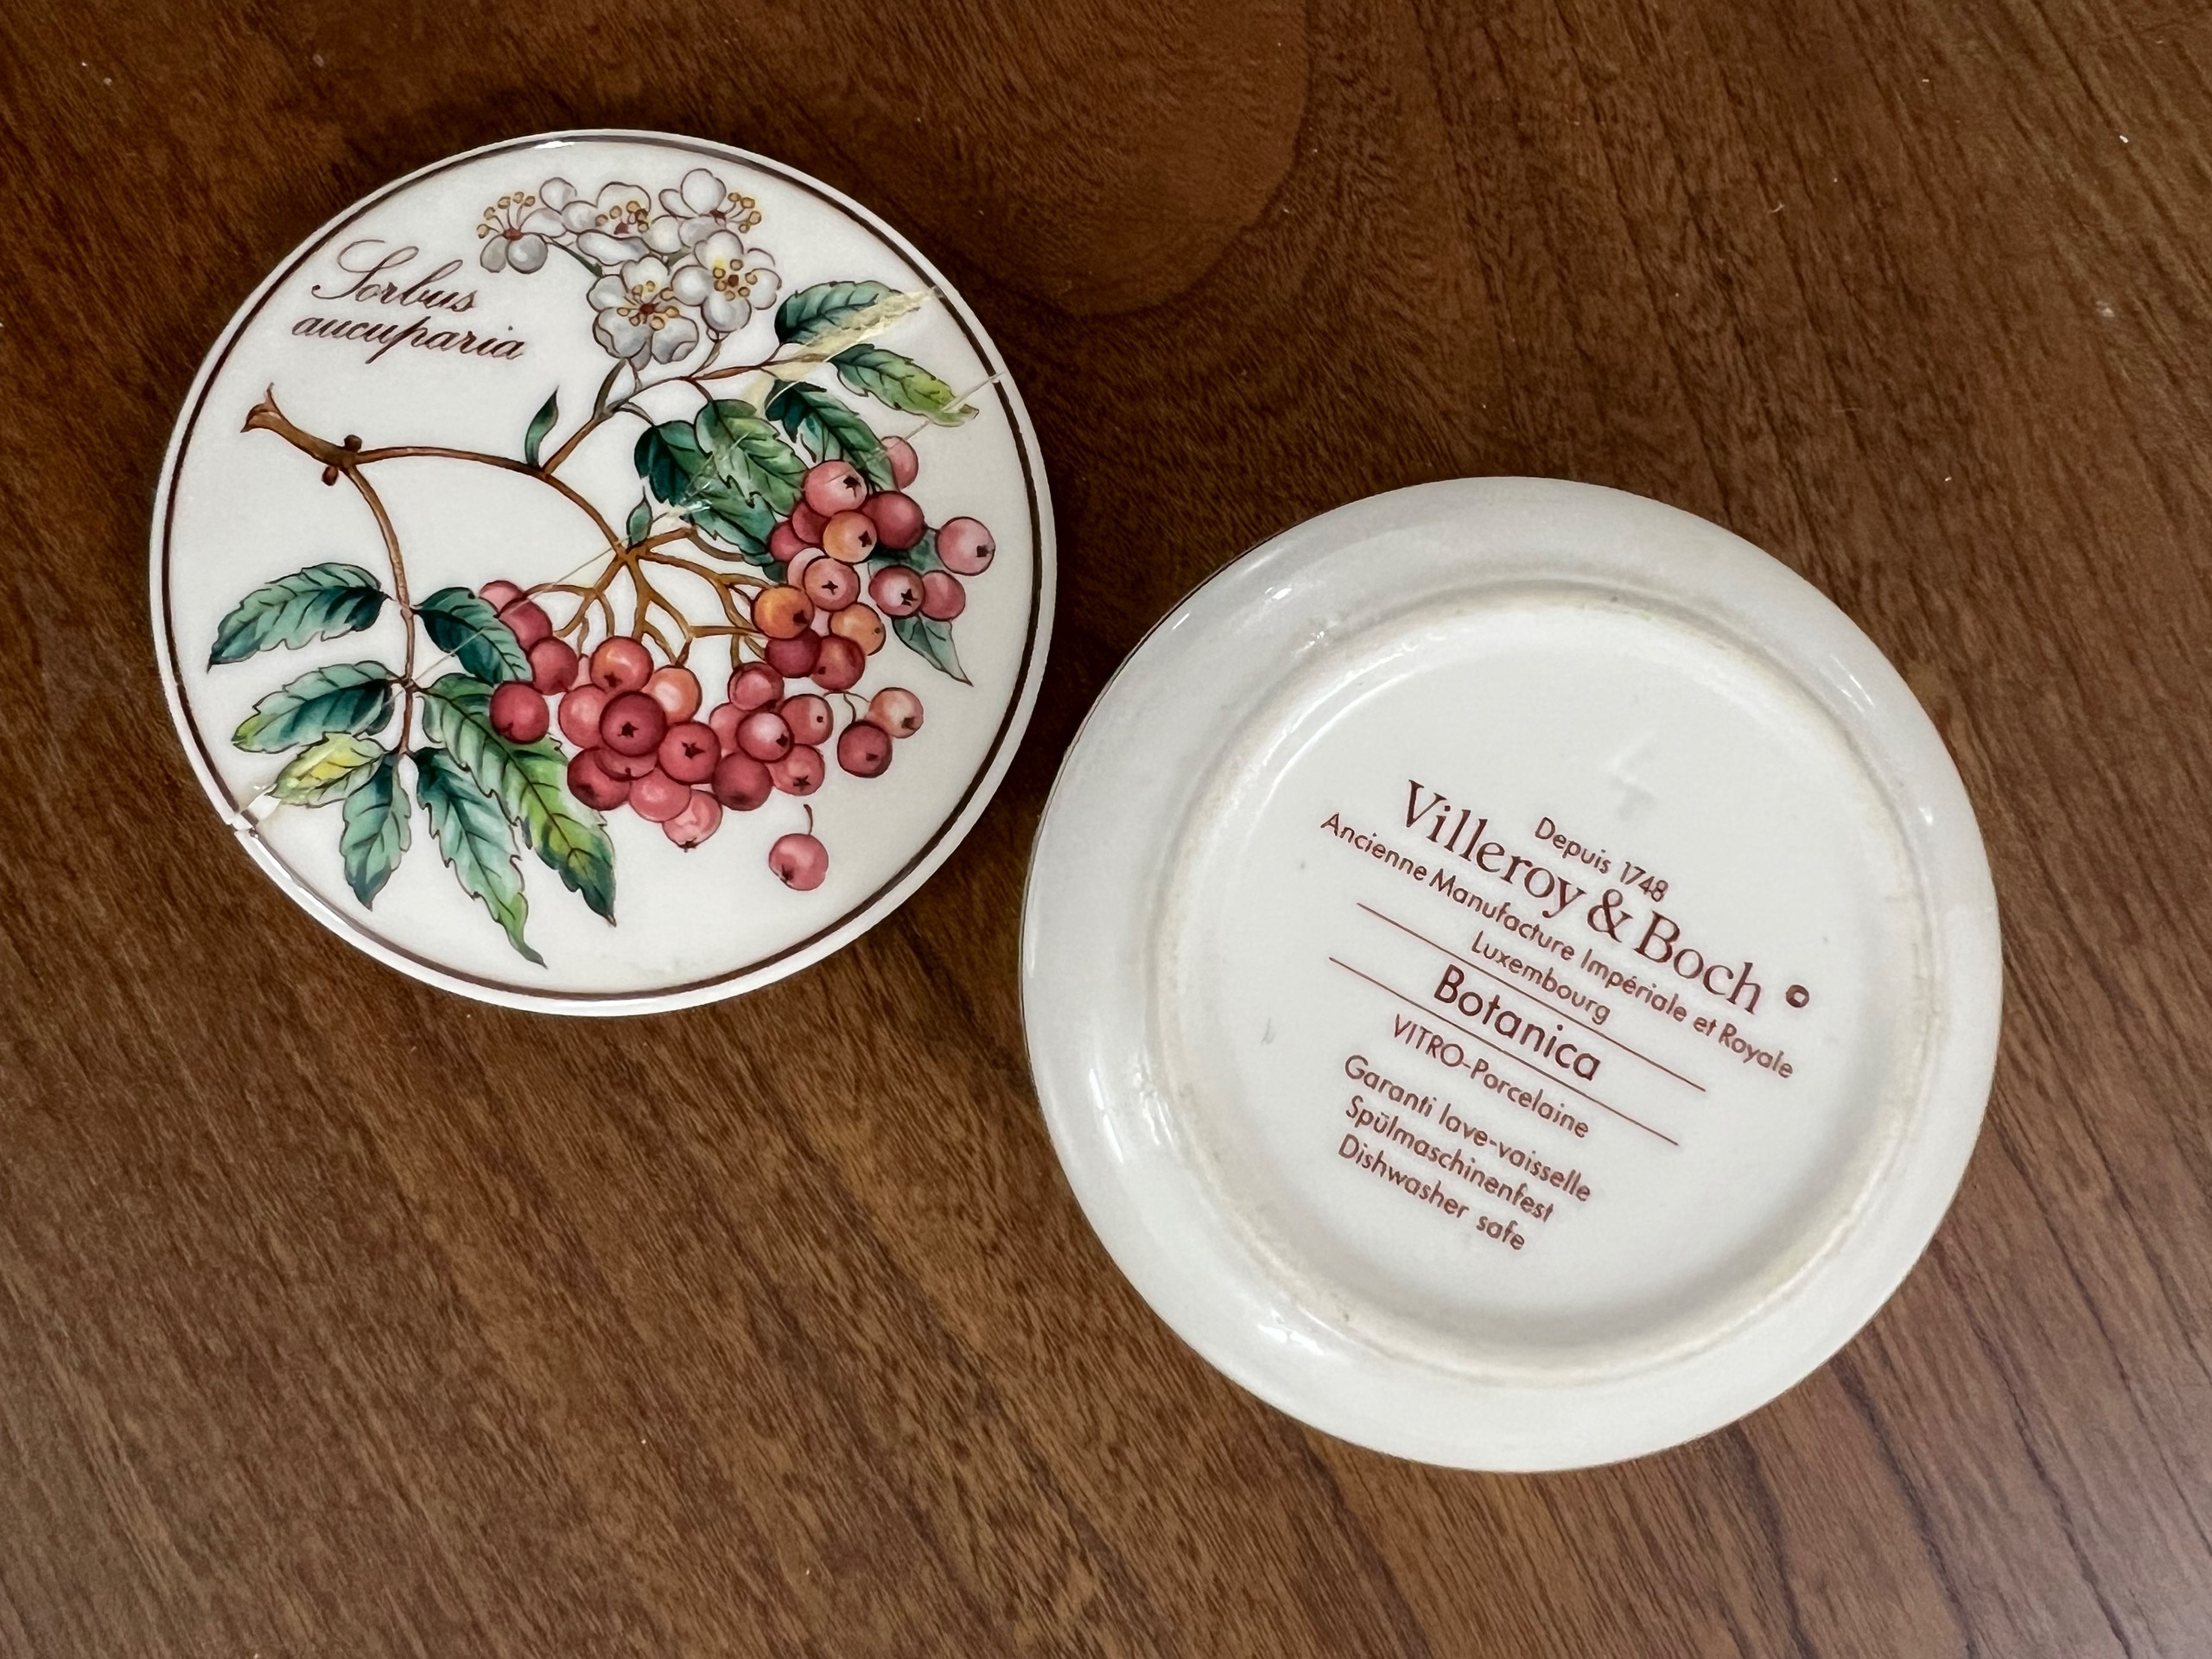 Sorbus
aucuparia
Depuis 1748
Villeroy & Boch ©
Ancienne Manufacture Impériale et Royale
Luxembourg
Botanica
VITRO-Porcelaine
Garanti lave-vaisselle
Spülmaschinenfest
Dishwasher safe